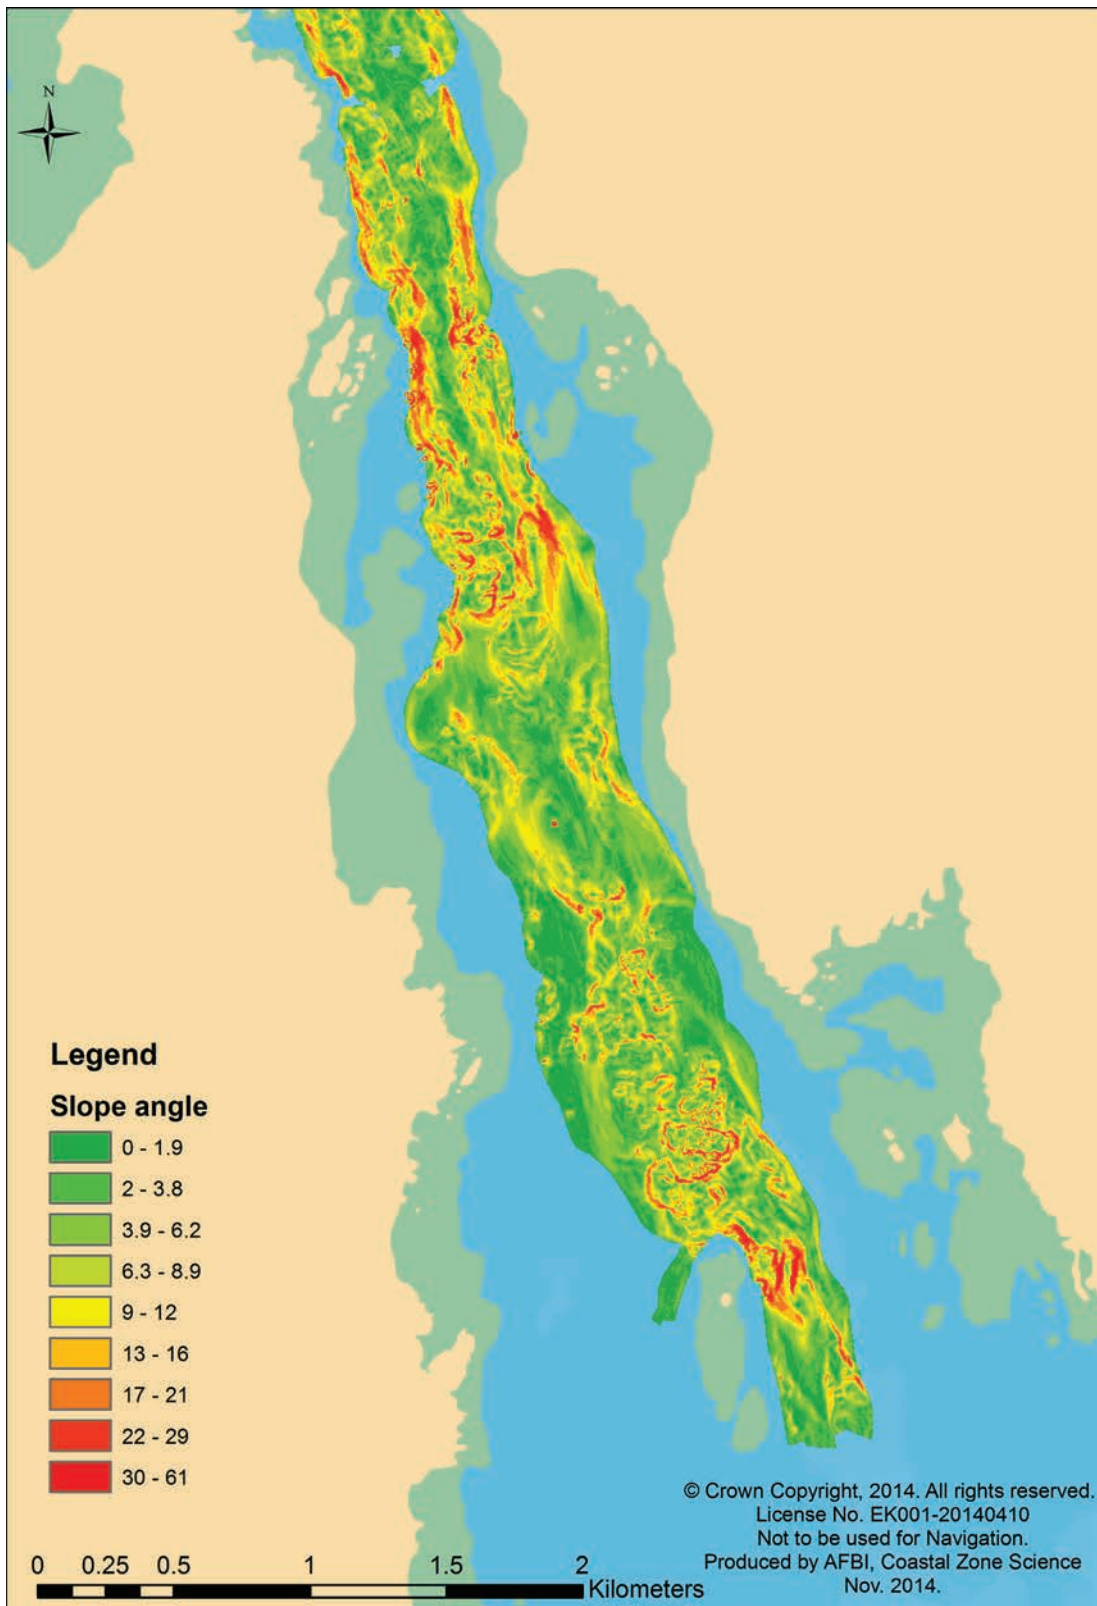 N
Legend
Slope angle
0 - 1.9
2 - 3.8
3.9 - 6.2
6.3 - 8.9
9 - 12
13 - 16
17 - 21
22 - 29
30 - 61
© Crown Copyright, 2014. All rights reserved.
License No. EK001-20140410
Not to be used for Navigation.
Produced by AFBI, Coastal Zone Science
Nov. 2014.
0 0.25 0.5 1 1.5 2
Kilometers